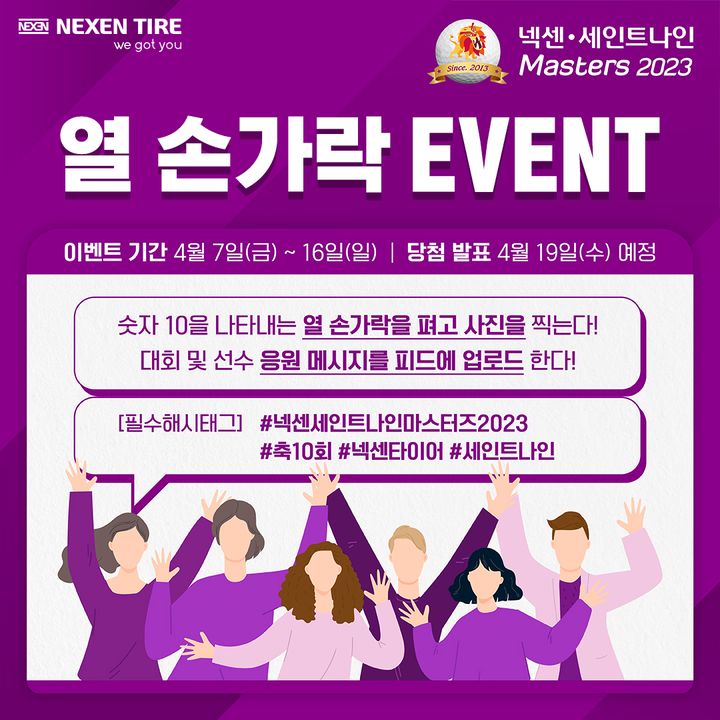 NEXEN NEXEN TIRE
we got you
Since. 2013
넥센·세인트나인
Masters 2023
열 손가락 EVENT
이벤트 기간 4월 7일(금) ~ 16일(일) | 당첨 발표 4월 19일(수) 예정
숫자 10을 나타내는 열 손가락을 펴고 사진을 찍는다!
대회 및 선수 응원 메시지를 피드에 업로드 한다!
[필수해시태그] #넥센세인트나인마스터즈2023
#축10회 #넥센타이어 #세인트나인